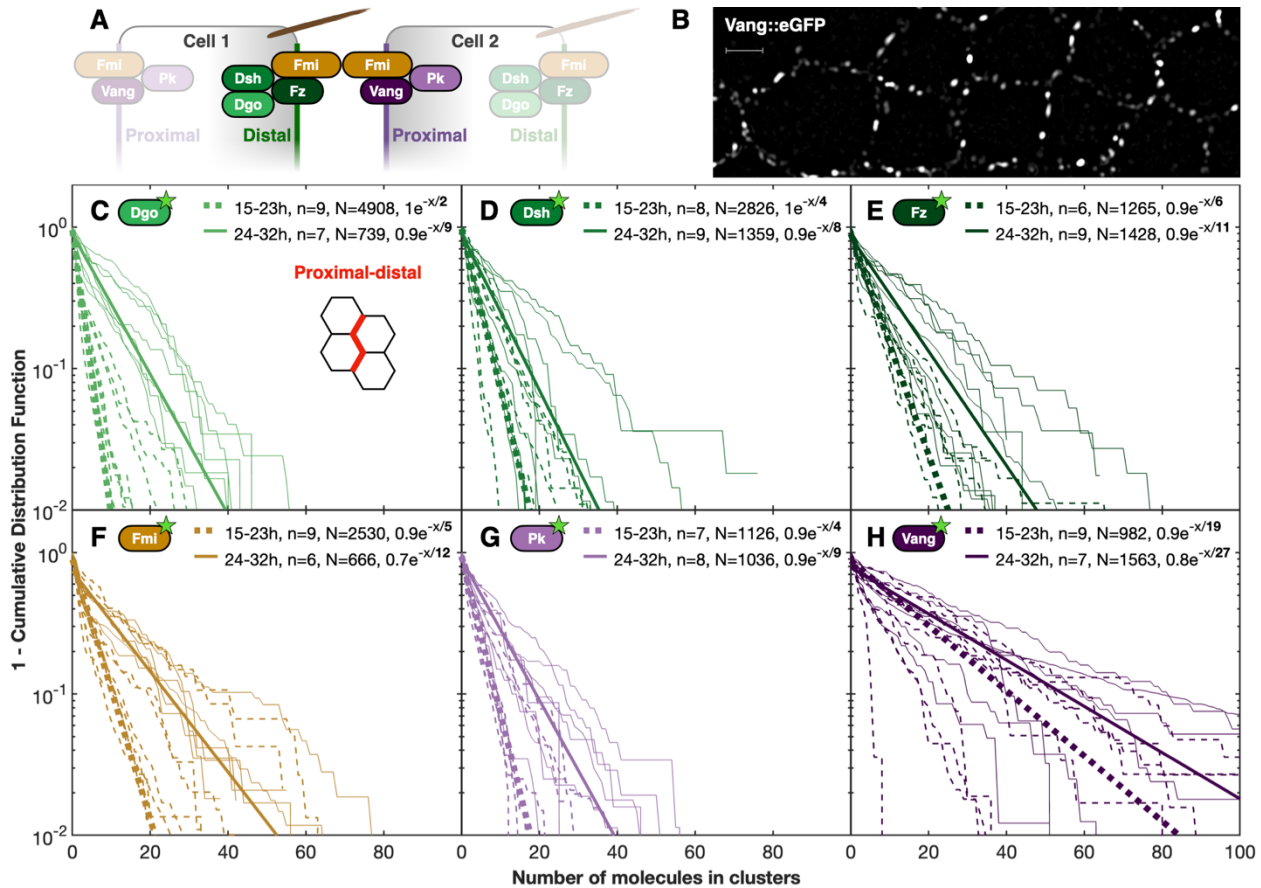 A
Cell 1
Cell 2
Fmi
Vang
Pk
Dsh
Dgo
Fmi
Fz
Fmi
Vang
Pk
Dsh
Dgo
Fmi
Fz
Proximal
Distal
Proximal
Distal
B
Vang::eGFP
C
Dgo
15-23h, n=9, N=4908, 1e^-x/2
24-32h, n=7, N=739, 0.9e^-x/9
Proximal-distal
D
Dsh
15-23h, n=8, N=2826, 1e^-x/4
24-32h, n=9, N=1359, 0.9e^-x/8
E
Fz
15-23h, n=6, N=1265, 0.9e^-x/6
24-32h, n=9, N=1428, 0.9e^-x/11
10^0
10^-1
10^-2
F
Fmi
15-23h, n=9, N=2530, 0.9e^-x/5
24-32h, n=6, N=666, 0.7e^-x/12
G
Pk
15-23h, n=7, N=1126, 0.9e^-x/4
24-32h, n=8, N=1036, 0.9e^-x/9
H
Vang
15-23h, n=9, N=982, 0.9e^-x/19
24-32h, n=7, N=1563, 0.8e^-x/27
10^0
10^-1
10^-2
1 - Cumulative Distribution Function
0 20 40 60 80 0 20 40 60 80 0 20 40 60 80 100
Number of molecules in clusters